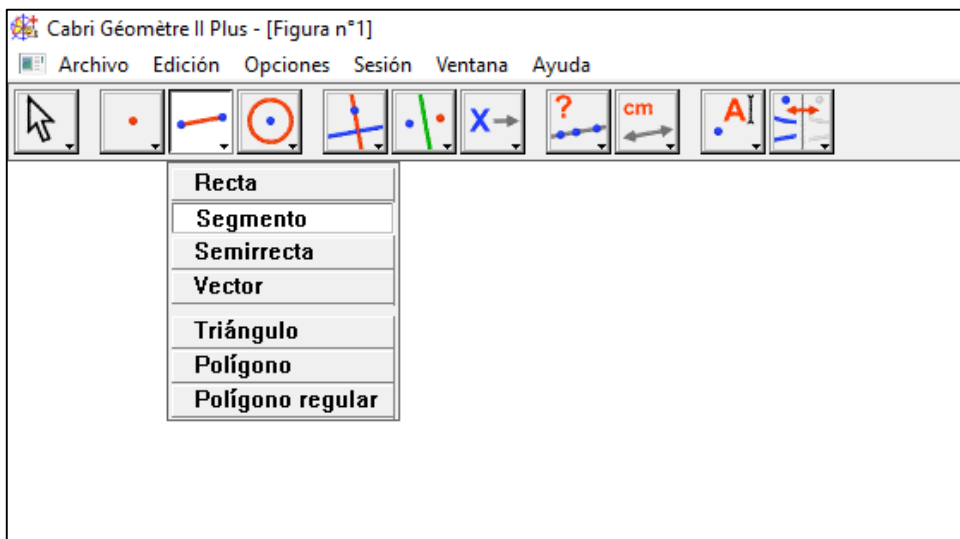 Cabri Géomètre II Plus - [Figura n°1]
Archivo Edición Opciones Sesión Ventana Ayuda
X ? cm A
Recta
Segmento
Semirrecta
Vector
Triángulo
Polígono
Polígono regular